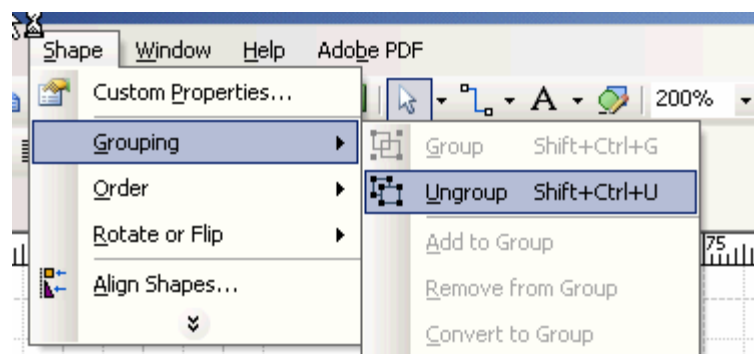 Shape Window Help Adobe PDF
Custom Properties... A 200%
Grouping Group Shift+Ctrl+G
Order Ungroup Shift+Ctrl+U
Rotate or Flip Add to Group 75
Align Shapes... Remove from Group
Convert to Group